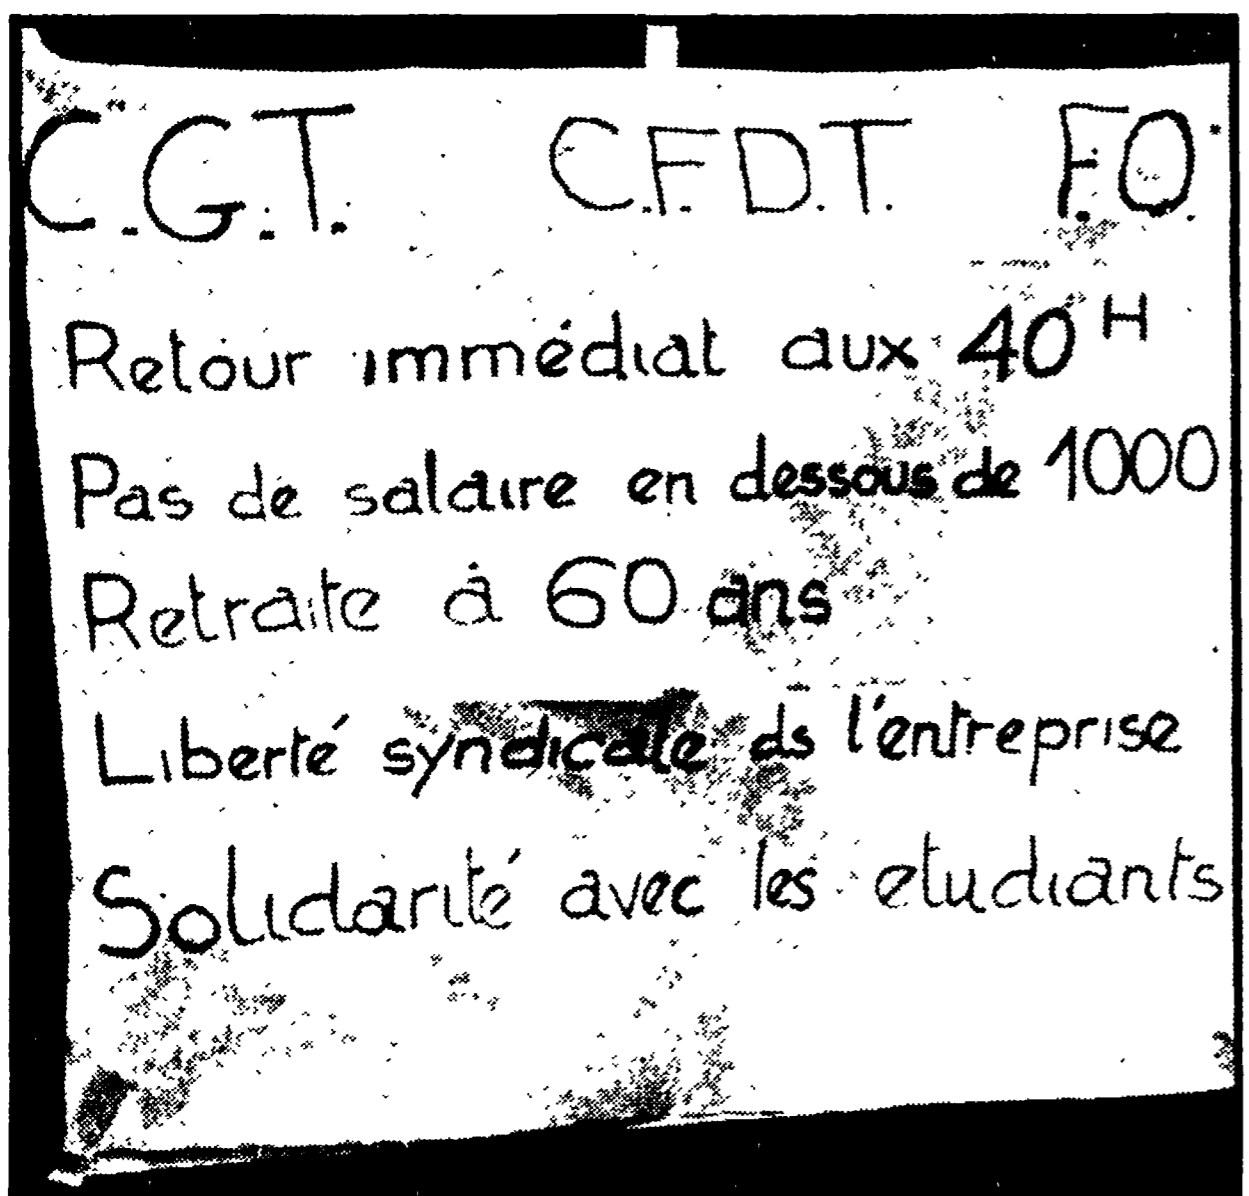 C.G.T. C.F.D.T. F.O.
Retour immédiat aux 40H
Pas de salaire en dessous de 1000
Retraite à 60 ans
Liberté syndicale ds l'entreprise
Solidarité avec les etudiants